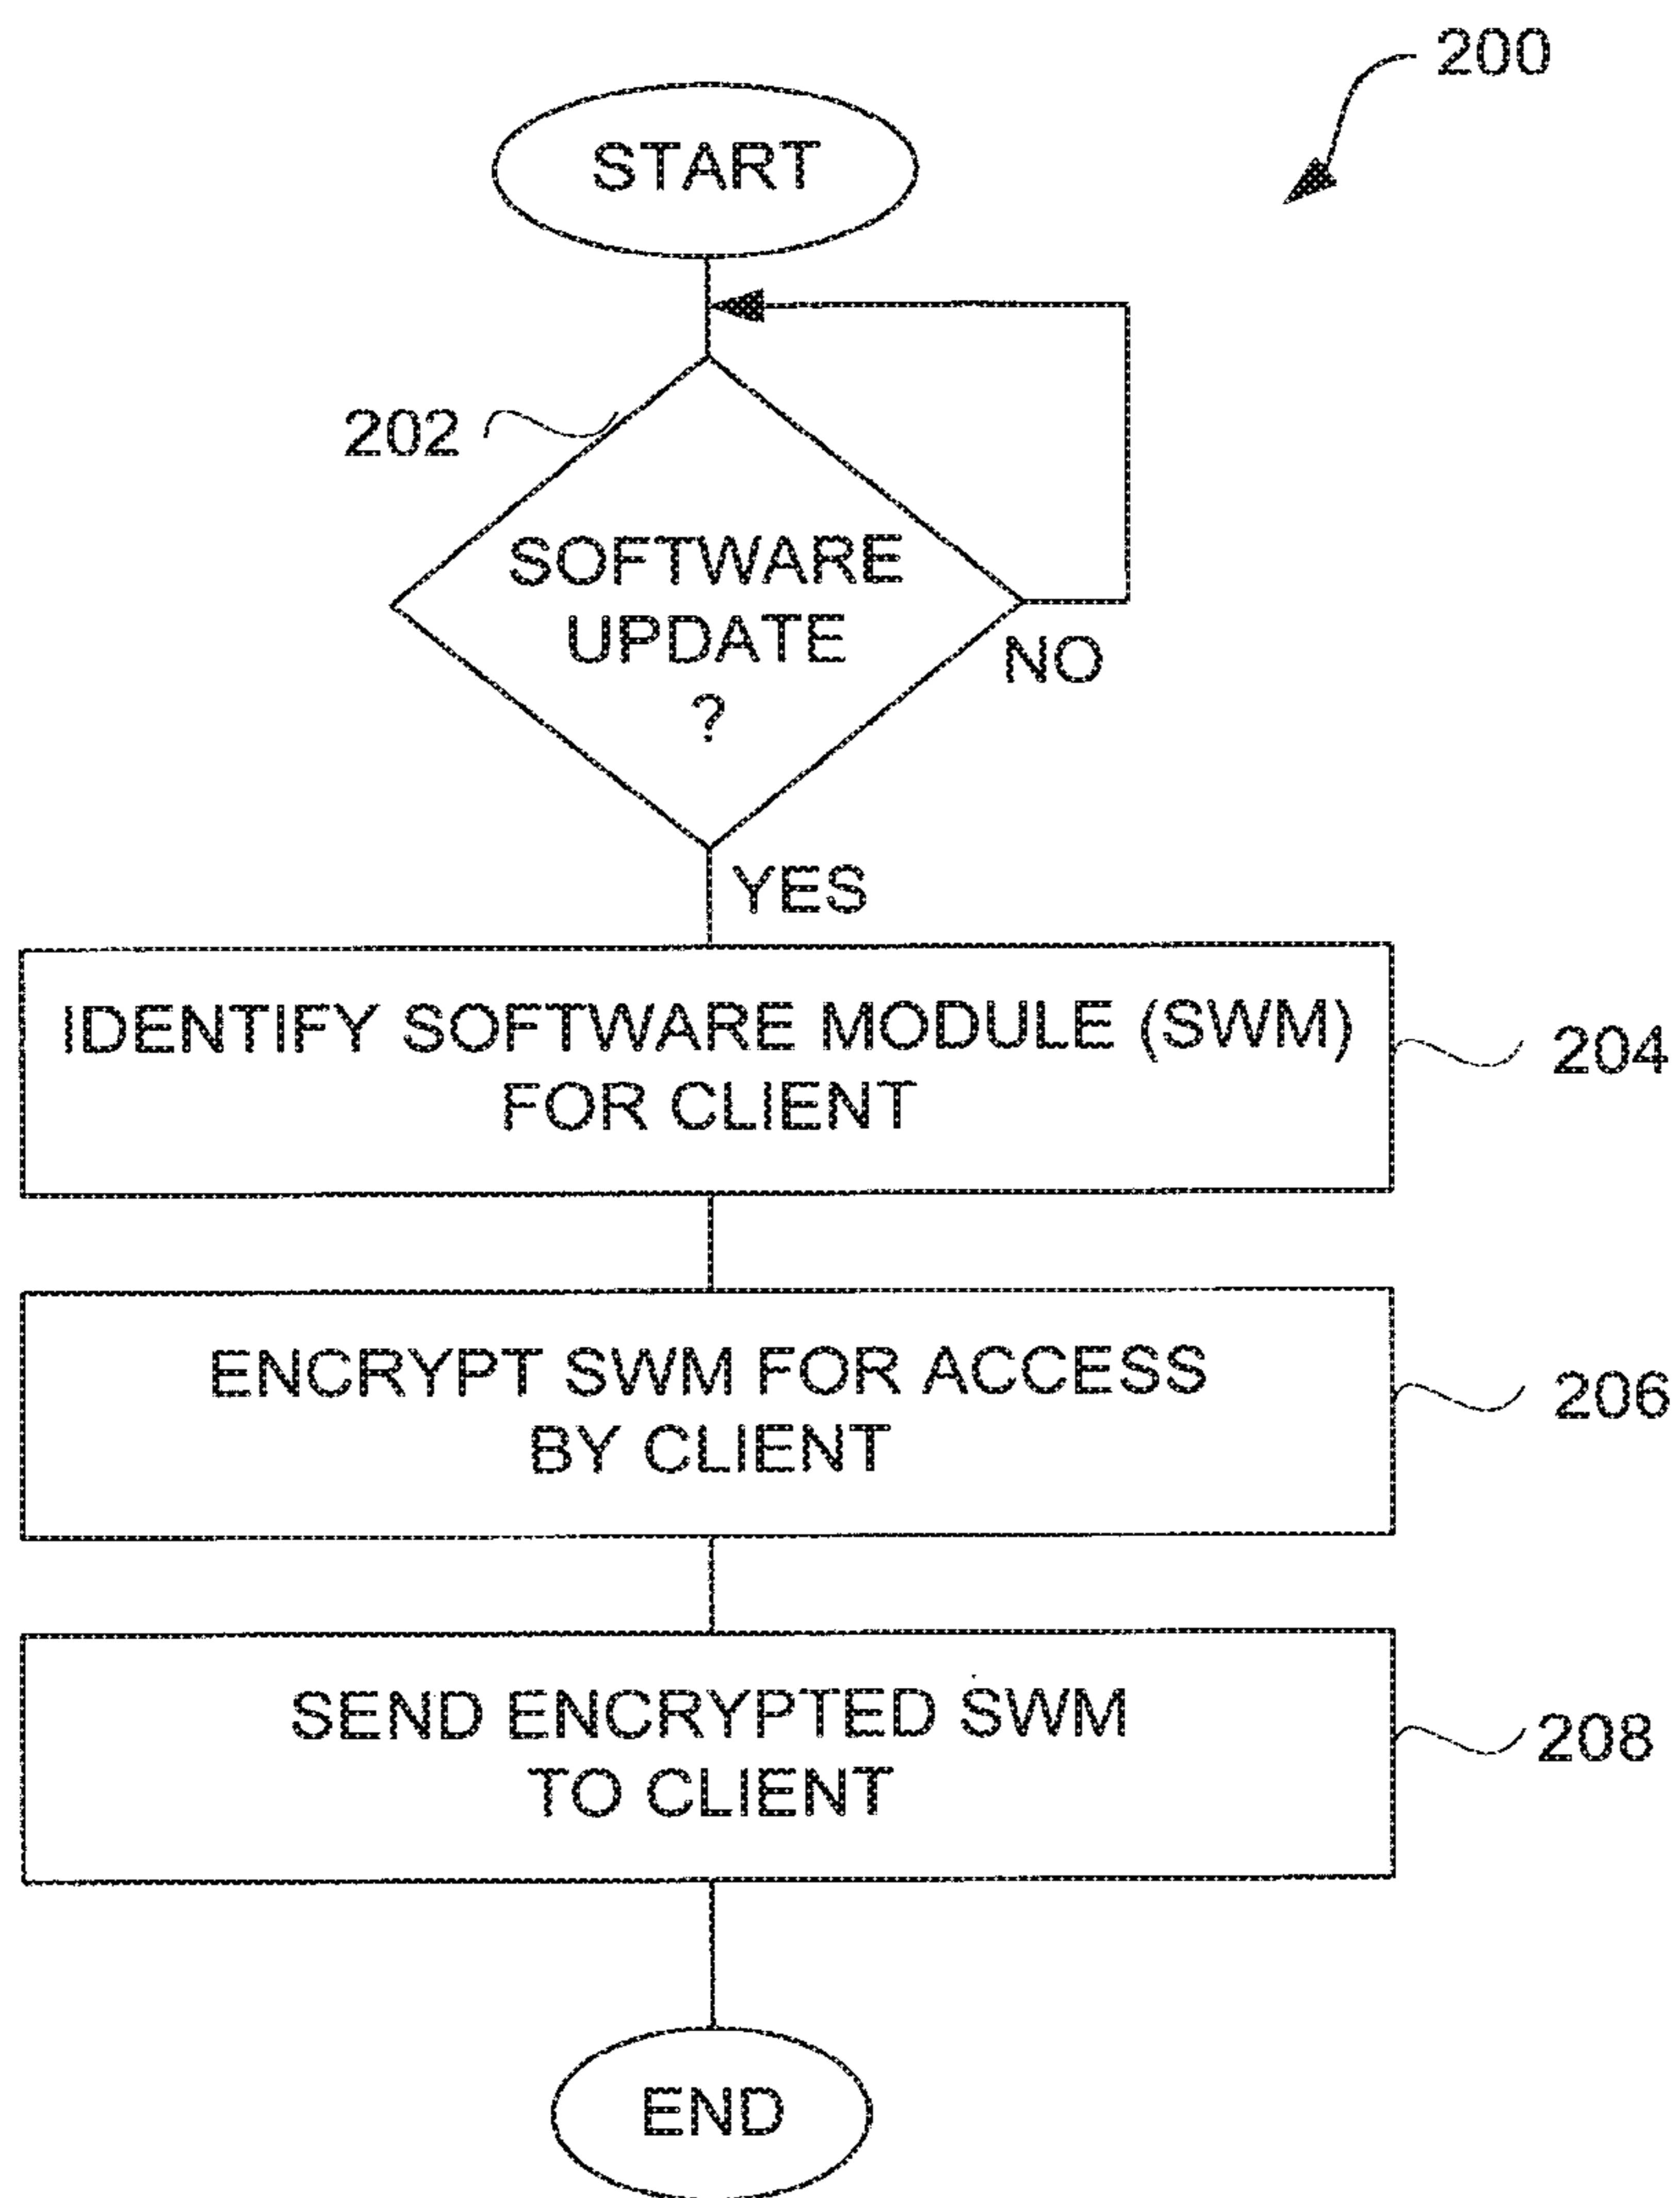 200
START
202
SOFTWARE
UPDATE
?
NO
YES
IDENTIFY SOFTWARE MODULE (SWM)
FOR CLIENT
204
ENCRYPT SWM FOR ACCESS
BY CLIENT
206
SEND ENCRYPTED SWM
TO CLIENT
208
END